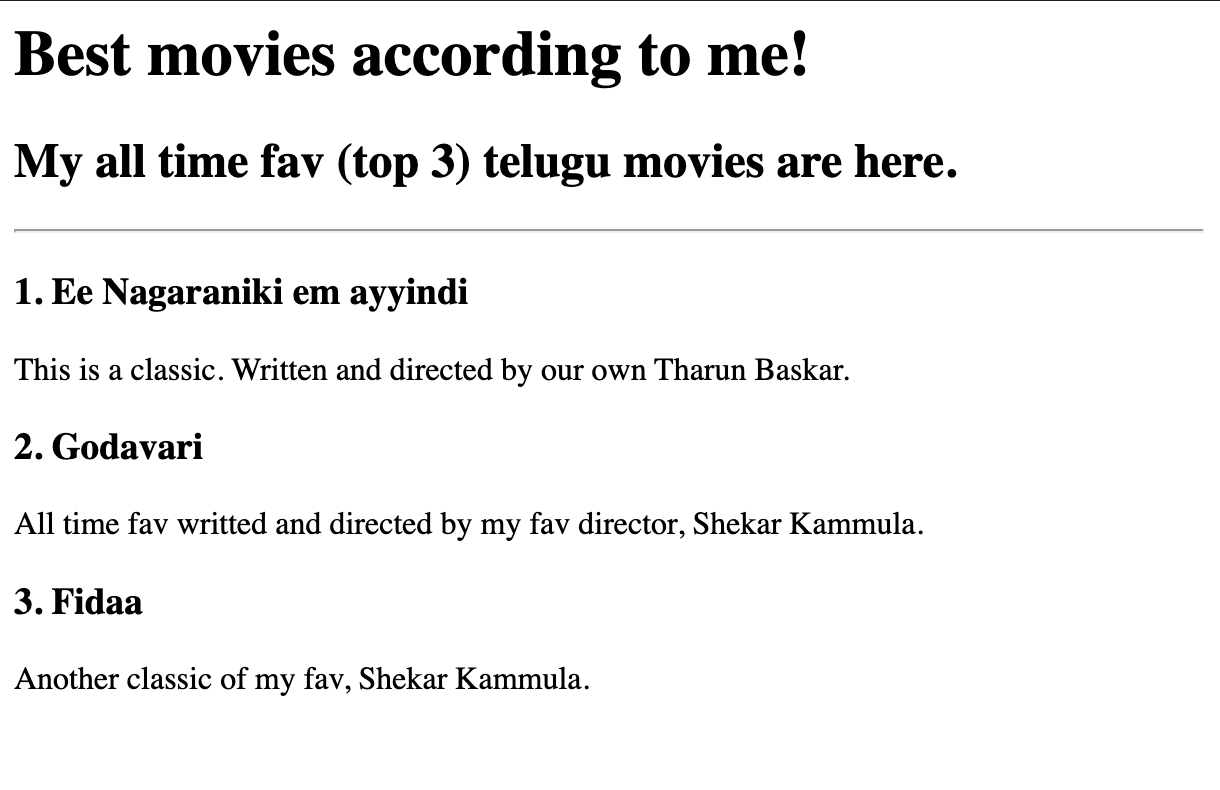 Best movies according to me!
My all time fav (top 3) telugu movies are here.
1. Ee Nagaraniki em ayyindi
This is a classic. Written and directed by our own Tharun Baskar.
2. Godavari
All time fav writted and directed by my fav director, Shekar Kammula.
3. Fidaa
Another classic of my fav, Shekar Kammula.